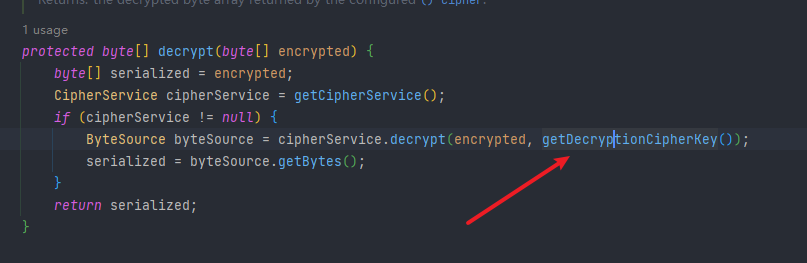 Returns: the decrypted byte array returned by the configured () cipher.
1 usage
protected byte[] decrypt(byte[] encrypted) {
    byte[] serialized = encrypted;
    CipherService cipherService = getCipherService();
    if (cipherService != null) {
        ByteSource byteSource = cipherService.decrypt(encrypted, getDecryptionCipherKey());
        serialized = byteSource.getBytes();
    }
    return serialized;
}